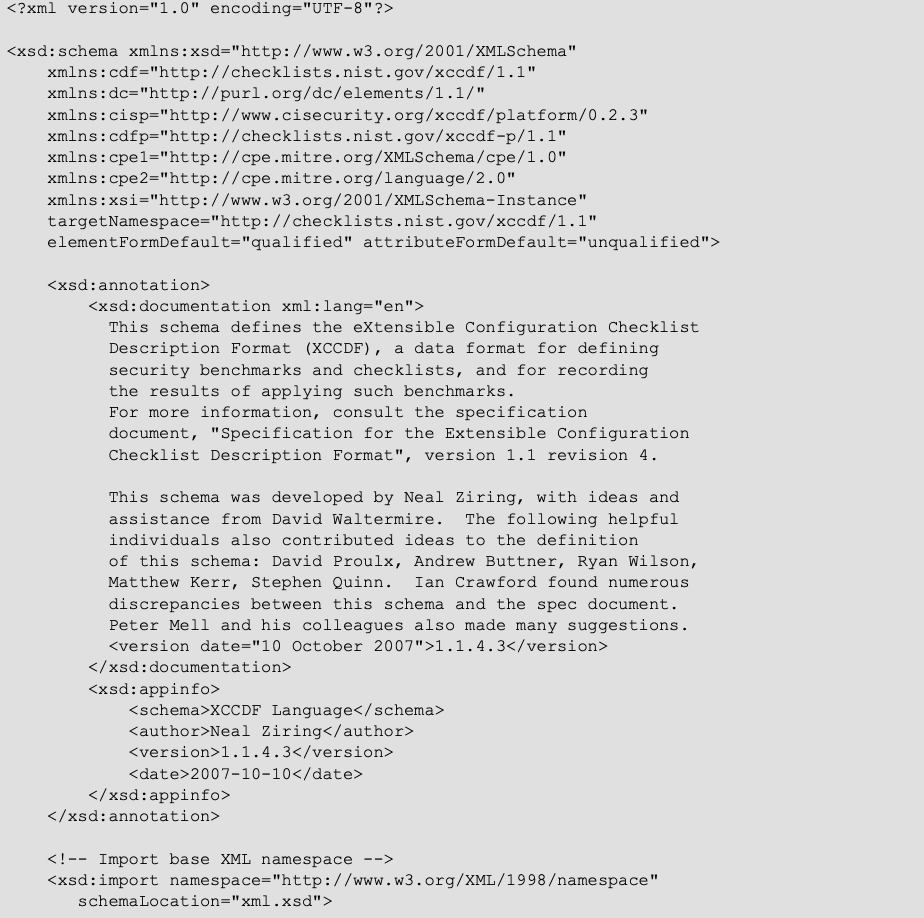 <?xml version="1.0" encoding="UTF-8"?>
<xsd:schema xmlns:xsd="http://www.w3.org/2001/XMLSchema"
xmlns:cdf="http://checklists.nist.gov/xccdf/1.1"
xmlns:dc="http://purl.org/dc/elements/1.1/"
xmlns:cisp="http://www.cisecurity.org/xccdf/platform/0.2.3"
xmlns:cdfp="http://checklists.nist.gov/xccdf-p/1.1"
xmlns:cpe1="http://cpe.mitre.org/XMLSchema/cpe/1.0"
xmlns:cpe2="http://cpe.mitre.org/language/2.0"
xmlns:xsi="http://www.w3.org/2001/XMLSchema-Instance"
targetNamespace="http://checklists.nist.gov/xccdf/1.1"
elementFormDefault="qualified" attributeFormDefault="unqualified">
<xsd:annotation>
<xsd:documentation xml:lang="en">
This schema defines the eXtensible Configuration Checklist
Description Format (XCCDF), a data format for defining
security benchmarks and checklists, and for recording
the results of applying such benchmarks.
For more information, consult the specification
document, "Specification for the Extensible Configuration
Checklist Description Format", version 1.1 revision 4.
This schema was developed by Neal Ziring, with ideas and
assistance from David Waltermire.  The following helpful
individuals also contributed ideas to the definition
of this schema: David Proulx, Andrew Buttner, Ryan Wilson,
Matthew Kerr, Stephen Quinn.  Ian Crawford found numerous
discrepancies between this schema and the spec document.
Peter Mell and his colleagues also made many suggestions.
<version date="10 October 2007">1.1.4.3</version>
</xsd:documentation>
<xsd:appinfo>
<schema>XCCDF Language</schema>
<author>Neal Ziring</author>
<version>1.1.4.3</version>
<date>2007-10-10</date>
</xsd:appinfo>
</xsd:annotation>
<!-- Import base XML namespace -->
<xsd:import namespace="http://www.w3.org/XML/1998/namespace"
schemaLocation="xml.xsd">